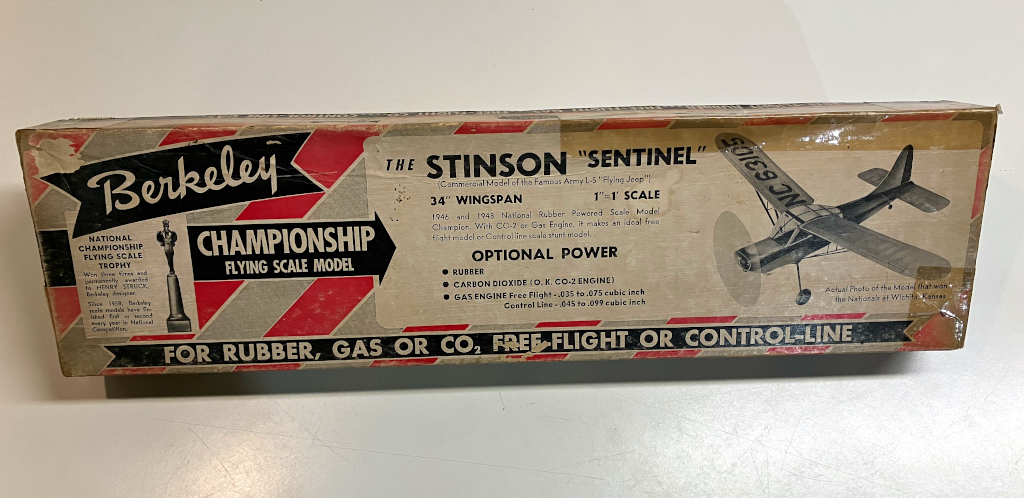 Berkeley
NATIONAL
CHAMPIONSHIP
FLYING SCALE
TROPHY
Won three times and
permanently awarded
to HENRY STRUCK,
Berkeley designer.
Since 1938, Berkeley
scale models have fin-
ished first or second
every year in National
Competition.
CHAMPIONSHIP
FLYING SCALE MODEL
THE STINSON "SENTINEL"
(Commercial Model of the Famous Army L-5 "Flying Jeep")
34" WINGSPAN 1"=1' SCALE
1946 and 1948 National Rubber Powered Scale Model
Champion. With CO-2 or Gas Engine, it makes an ideal free
flight model or Control line scale stunt model.
OPTIONAL POWER
● RUBBER
● CARBON DIOXIDE (O.K. CO-2 ENGINE)
● GAS ENGINE Free Flight - .035 to .075 cubic inch
Control Line - .045 to .099 cubic inch
NC63105
Actual Photo of the Model that won
the Nationals at Wichita, Kansas
FOR RUBBER, GAS OR CO₂ FREE-FLIGHT OR CONTROL-LINE